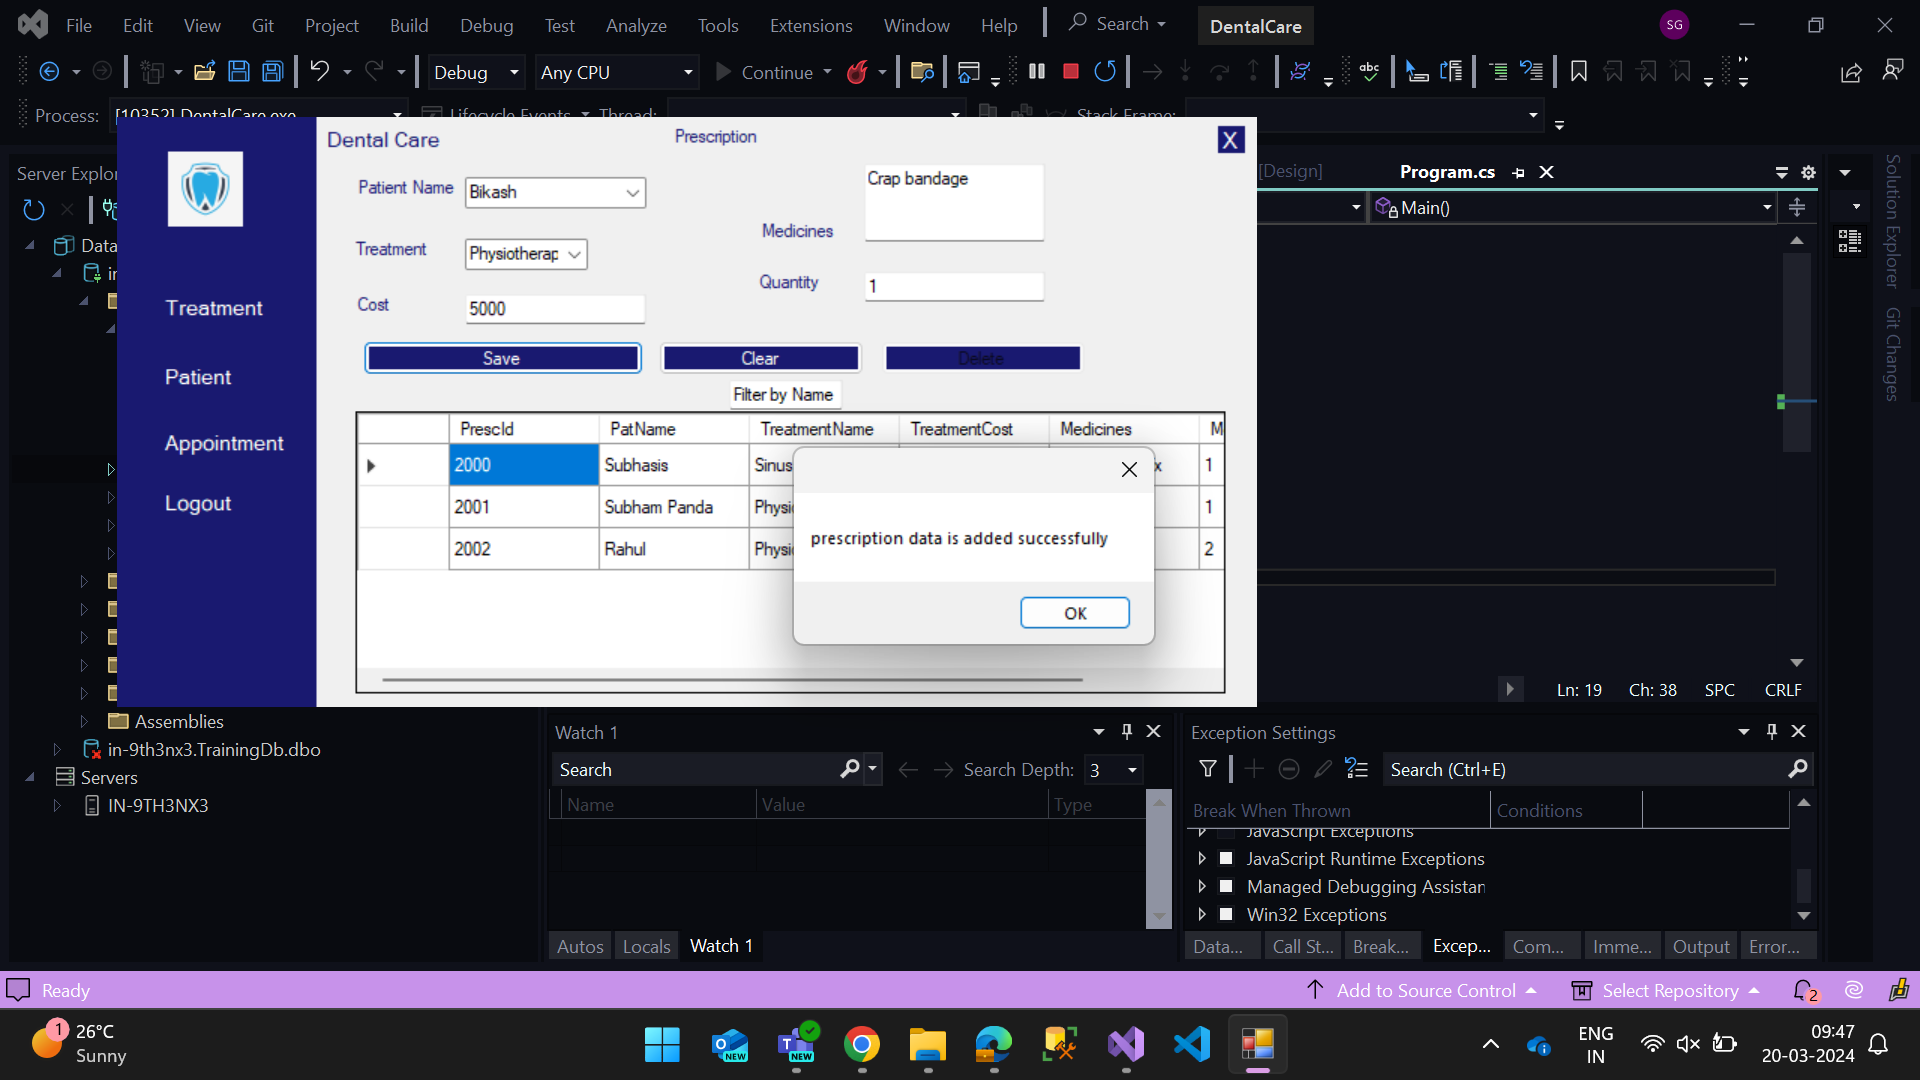 File Edit View Git Project Build Debug Test Analyze Tools Extensions Window Help Search DentalCare SG
Debug Any CPU Continue
Process: [10352] DentalCare.exe Lifecycle Events Thread: Stack Frame:
Server Explor
Data
in
Assemblies
in-9th3nx3.TrainingDb.dbo
Servers
IN-9TH3NX3
Dental Care
Prescription
X
Treatment
Patient
Appointment
Logout
Patient Name Bikash
Treatment Physiotherap
Cost 5000
Medicines Crap bandage
Quantity 1
Save Clear Delete
Filter by Name
PrescId PatName TreatmentName TreatmentCost Medicines M
2000 Subhasis Sinus x 1
2001 Subham Panda Physi 1
2002 Rahul Physi 2
prescription data is added successfully
OK
[Design] Program.cs
Main()
Ln: 19 Ch: 38 SPC CRLF
Solution Explorer
Git Changes
Watch 1
Search Search Depth: 3
Name Value Type
Autos Locals Watch 1
Exception Settings
Search (Ctrl+E)
Break When Thrown Conditions
JavaScript Exceptions
JavaScript Runtime Exceptions
Managed Debugging Assistan
Win32 Exceptions
Data... Call St... Break... Excep... Com... Imme... Output Error...
Ready Add to Source Control Select Repository 2
1 26°C
Sunny
NEW NEW
ENG
IN
09:47
20-03-2024